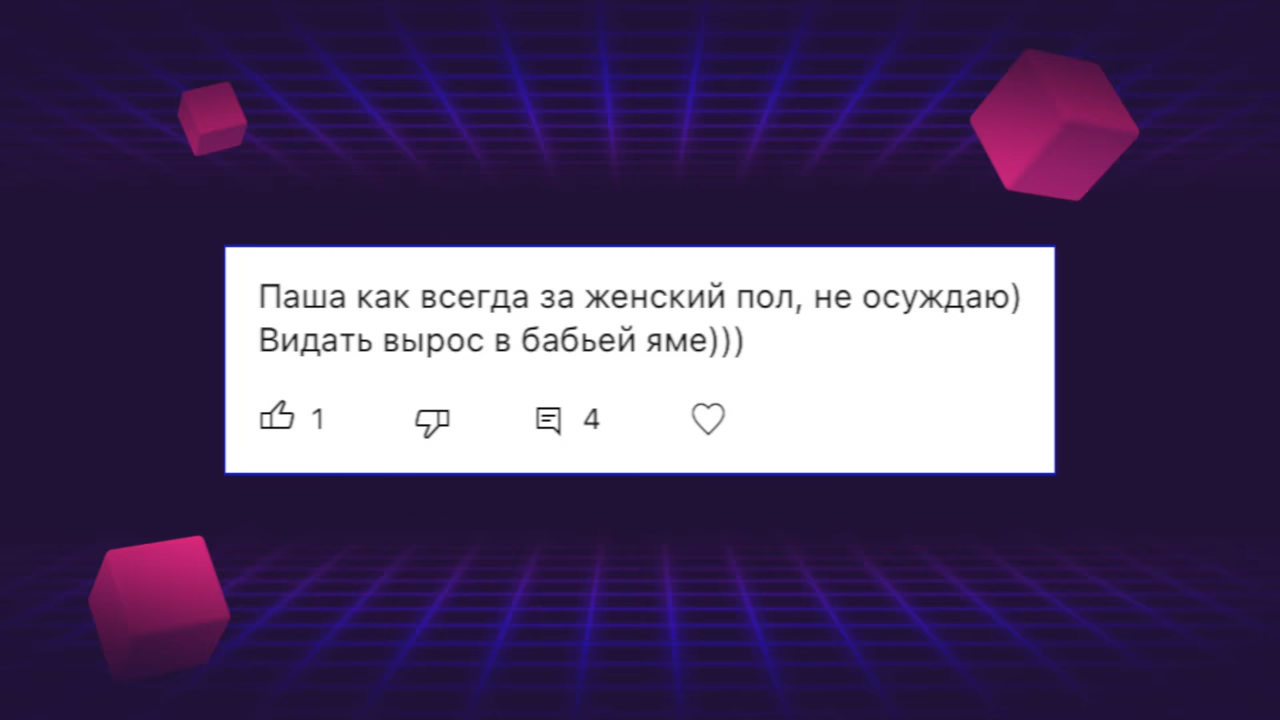 Паша как всегда за женский пол, не осуждаю)
Видать вырос в бабьей яме)))
1 4